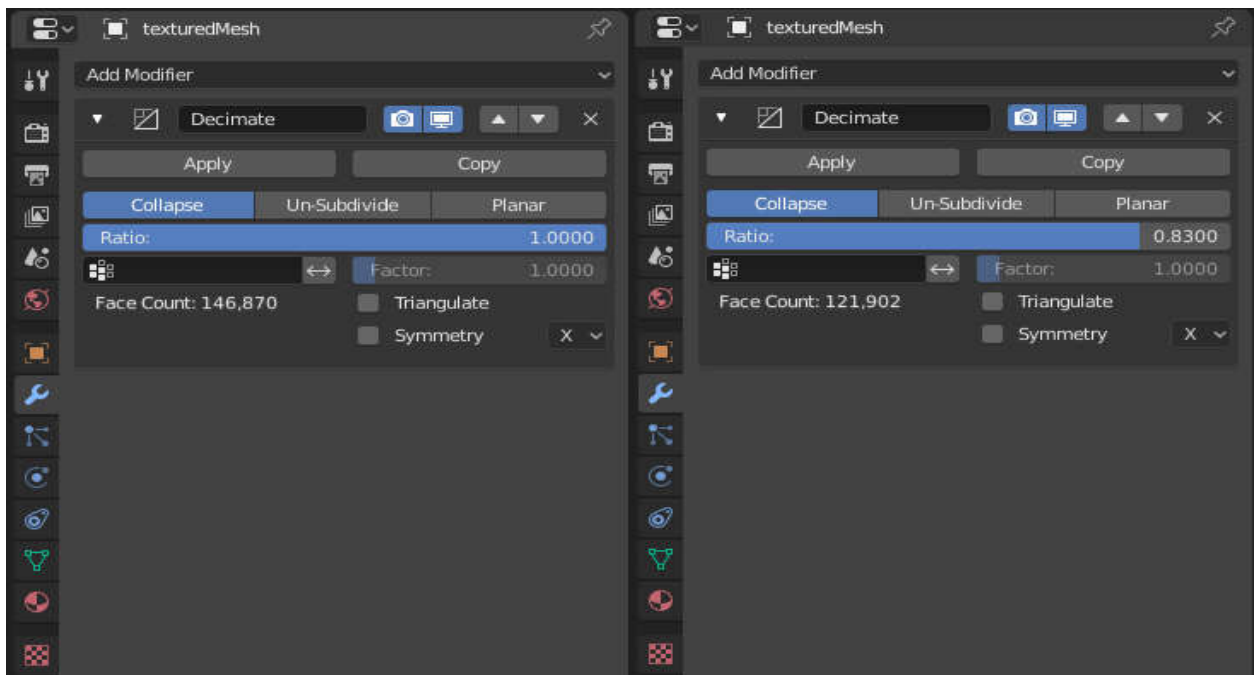 texturedMesh
Add Modifier
Decimate
Apply Copy
Collapse Un-Subdivide Planar
Ratio: 1.0000
Factor: 1.0000
Face Count: 146,870 Triangulate
Symmetry X
texturedMesh
Add Modifier
Decimate
Apply Copy
Collapse Un-Subdivide Planar
Ratio: 0.8300
Factor: 1.0000
Face Count: 121,902 Triangulate
Symmetry X